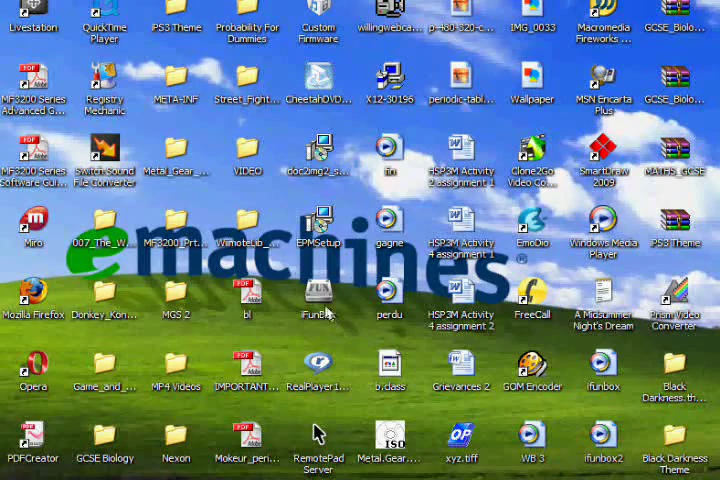 Livestation QuickTime Player iPS3 Theme Probability For Dummies Custom Firmware willingwebca... p-480-320-c... IMG_0033 Macromedia Fireworks ... GCSE_Biolo...
MF3200 Series Advanced G... Registry Mechanic META-INF Street_Fight... CheetahDVD... X12-30196 periodic-tabl... Wallpaper MSN Encarta Plus GCSE_Biolo...
MF3200 Series Software Gui... Switch Sound File Converter Metal_Gear_... VIDEO doc2img2_s... fin HSP3M Activity 2 assignment 1 Clone2Go Video Co... SmartDraw 2009 MATHS_GCSE
Miro 007_The_W... MF3200_Prt... WiimoteLib_... EPMSetup gagne HSP3M Activity 4 assignment 1 EmoDio Windows Media Player PS3 Theme
emachines
Mozilla Firefox Donkey_Kon... MGS 2 bl perdu HSP3M Activity 4 assignment 2 FreeCall A Midsummer Night's Dream Prism Video Converter
Opera Game_and_... MP4 Videos IMPORTANT... RealPlayer1... b.class Grievances 2 GOM Encoder ifunbox Black Darkness.th...
PDFCreator GCSE Biology Nexon Mokeur_peri... RemotePad Server Metal.Gear.... xyz.tiff WB 3 ifunbox2 Black Darkness Theme